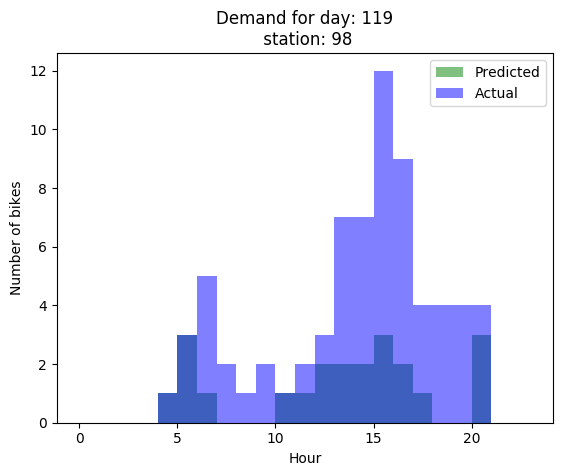 Demand for day: 119
station: 98
Predicted
Actual
Number of bikes
12
10
8
6
4
2
0
0 5 10 15 20
Hour